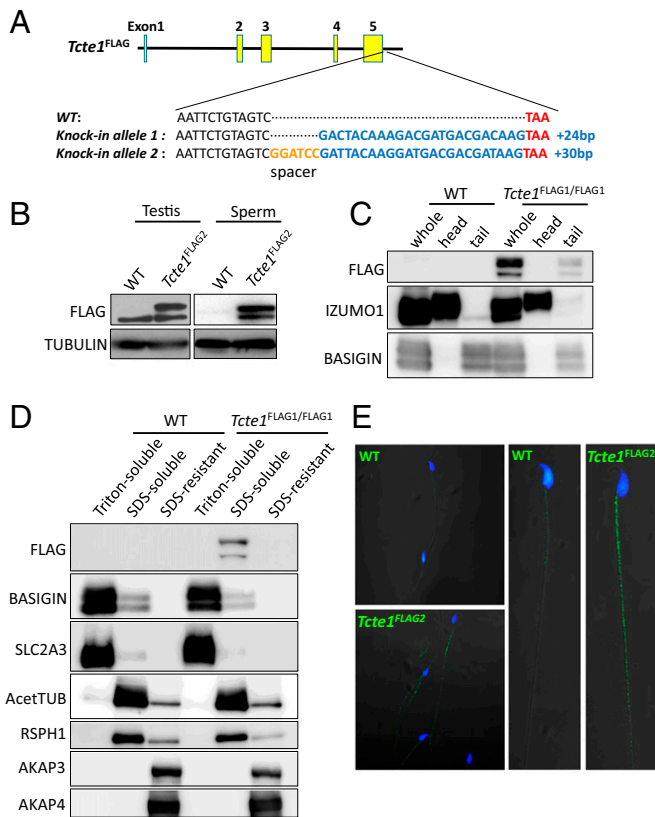 A
Exon1 2 3 4 5
Tcte1FLAG
WT: AATTCTGTAGTC TAA
Knock-in allele 1 : AATTCTGTAGTC GACTACAAAGACGATGACGACAAGTAA +24bp
Knock-in allele 2 : AATTCTGTAGTCGGATCCGATTACAAGGATGACGACGATAAGTAA +30bp
spacer
B
Testis Sperm
WT Tcte1FLAG2 WT Tcte1FLAG2
FLAG
TUBULIN
C
WT Tcte1FLAG1/FLAG1
whole head tail whole head tail
FLAG
IZUMO1
BASIGIN
D
WT Tcte1FLAG1/FLAG1
Triton-soluble SDS-soluble SDS-resistant Triton-soluble SDS-soluble SDS-resistant
FLAG
BASIGIN
SLC2A3
AcetTUB
RSPH1
AKAP3
AKAP4
E
WT WT Tcte1FLAG2
Tcte1FLAG2